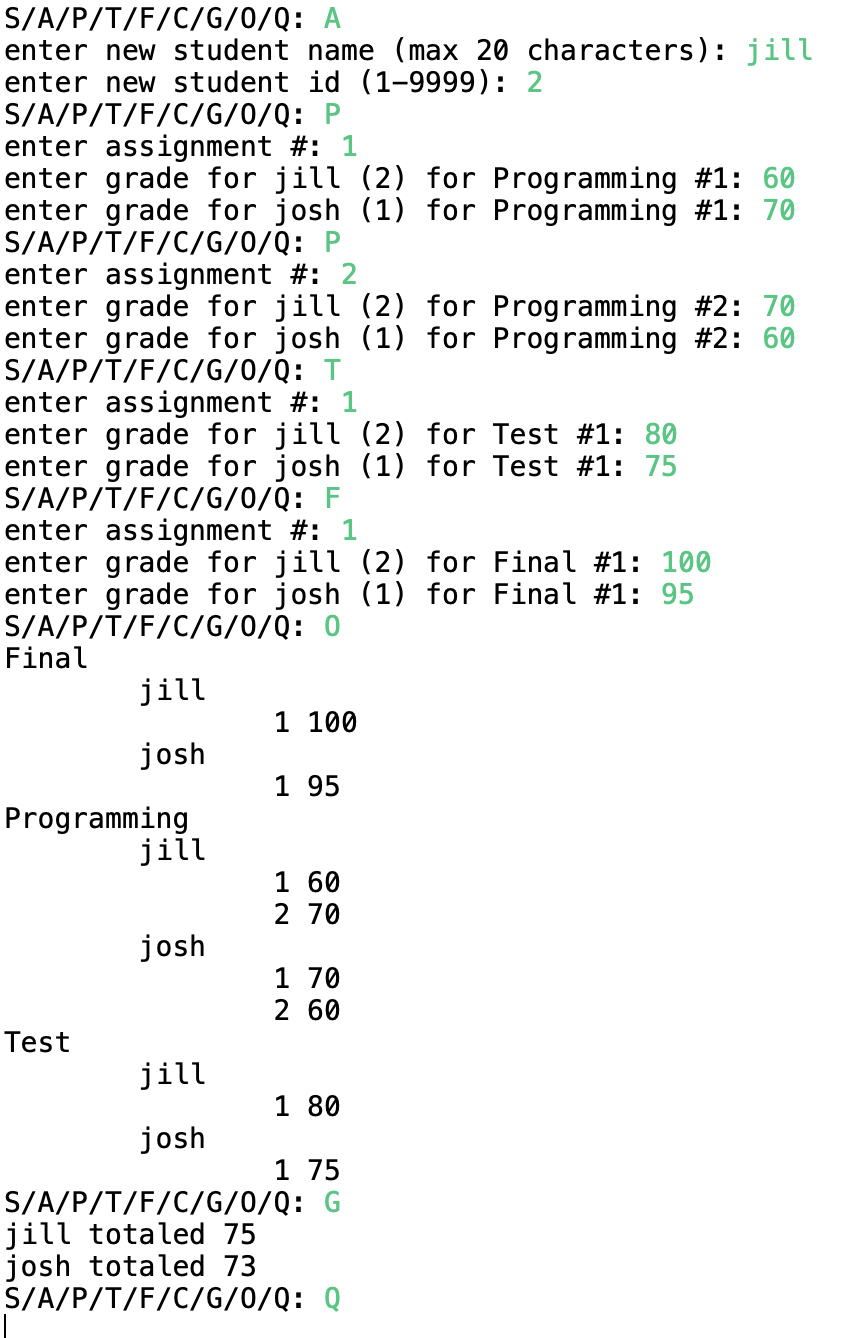 S/A/P/T/F/C/G/O/Q: A
enter new student name (max 20 characters): jill
enter new student id (1-9999): 2
S/A/P/T/F/C/G/O/Q: P
enter assignment #: 1
enter grade for jill (2) for Programming #1: 60
enter grade for josh (1) for Programming #1: 70
S/A/P/T/F/C/G/O/Q: P
enter assignment #: 2
enter grade for jill (2) for Programming #2: 70
enter grade for josh (1) for Programming #2: 60
S/A/P/T/F/C/G/O/Q: T
enter assignment #: 1
enter grade for jill (2) for Test #1: 80
enter grade for josh (1) for Test #1: 75
S/A/P/T/F/C/G/O/Q: F
enter assignment #: 1
enter grade for jill (2) for Final #1: 100
enter grade for josh (1) for Final #1: 95
S/A/P/T/F/C/G/O/Q: O
Final
        jill
                1 100
        josh
                1 95
Programming
        jill
                1 60
                2 70
        josh
                1 70
                2 60
Test
        jill
                1 80
        josh
                1 75
S/A/P/T/F/C/G/O/Q: G
jill totaled 75
josh totaled 73
S/A/P/T/F/C/G/O/Q: Q